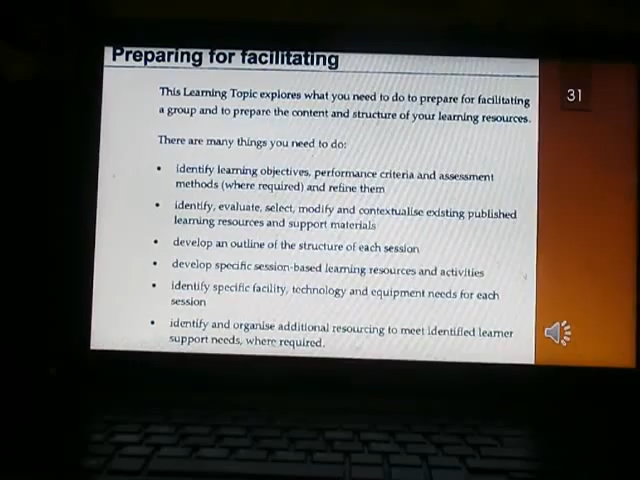 Preparing for facilitating
31
This Learning Topic explores what you need to do to prepare for facilitating
a group and to prepare the content and structure of your learning resources.
There are many things you need to do:
• identify learning objectives, performance criteria and assessment
methods (where required) and refine them
• identify, evaluate, select, modify and contextualise existing published
learning resources and support materials
• develop an outline of the structure of each session
• develop specific session-based learning resources and activities
• identify specific facility, technology and equipment needs for each
session
• identify and organise additional resourcing to meet identified learner
support needs, where required.